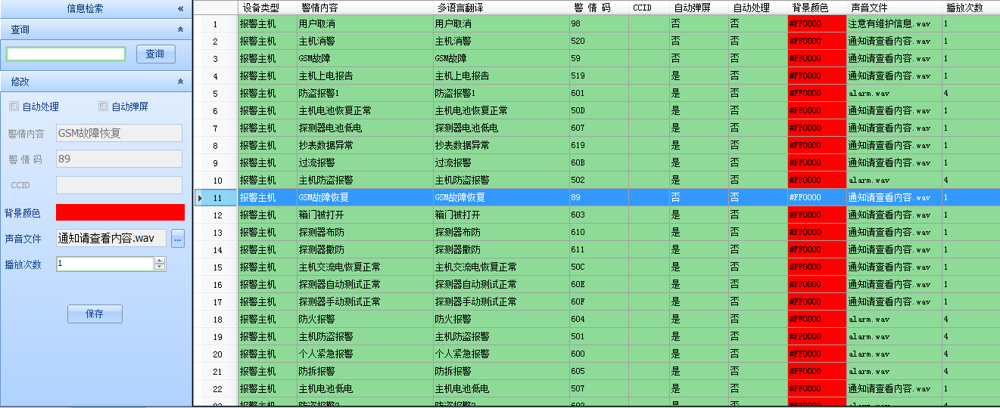 信息检索 «
查询
查询
修改
自动处理 自动弹屏
警情内容 GSM故障恢复
警 情 码 89
CCID
背景颜色
声音文件 通知请查看内容.wav ...
播放次数 1
保存
设备类型 警情内容 多语言翻译 警 情 码 CCID 自动弹屏 自动处理 背景颜色 声音文件 播放次数
1 报警主机 用户取消 用户取消 98 否 否 #FF0000 注意有维护信息.wav 1
2 报警主机 主机消警 主机消警 520 否 否 #FF0000 通知请查看内容.wav 1
3 报警主机 GSM故障 GSM故障 59 否 否 #FF0000 通知请查看内容.wav 1
4 报警主机 主机上电报告 主机上电报告 519 是 否 #FF0000 通知请查看内容.wav 1
5 报警主机 防盗报警1 防盗报警1 601 是 否 #FF0000 alarm.wav 4
6 报警主机 主机电池恢复正常 主机电池恢复正常 50D 是 否 #FF0000 通知请查看内容.wav 1
7 报警主机 探测器电池低电 探测器电池低电 607 是 否 #FF0000 通知请查看内容.wav 1
8 报警主机 抄表数据异常 抄表数据异常 619 是 否 #FF0000 通知请查看内容.wav 1
9 报警主机 过流报警 过流报警 60B 是 否 #FF0000 通知请查看内容.wav 1
10 报警主机 主机防盗报警 主机防盗报警 502 是 否 #FF0000 alarm.wav 4
11 报警主机 GSM故障恢复 GSM故障恢复 89 否 否 #FF0000 通知请查看内容.wav 1
12 报警主机 箱门被打开 箱门被打开 603 是 否 #FF0000 通知请查看内容.wav 1
13 报警主机 探测器布防 探测器布防 610 是 否 #FF0000 通知请查看内容.wav 1
14 报警主机 探测器撤防 探测器撤防 611 是 否 #FF0000 通知请查看内容.wav 1
15 报警主机 主机交流电恢复正常 主机交流电恢复正常 50C 是 否 #FF0000 通知请查看内容.wav 1
16 报警主机 探测器自动测试正常 探测器自动测试正常 60E 是 否 #FF0000 通知请查看内容.wav 1
17 报警主机 探测器手动测试正常 探测器手动测试正常 60F 是 否 #FF0000 通知请查看内容.wav 1
18 报警主机 防火报警 防火报警 604 是 否 #FF0000 alarm.wav 4
19 报警主机 主机防盗报警 主机防盗报警 501 是 否 #FF0000 alarm.wav 4
20 报警主机 个人紧急报警 个人紧急报警 600 是 否 #FF0000 alarm.wav 4
21 报警主机 防拆报警 防拆报警 605 是 否 #FF0000 alarm.wav 4
22 报警主机 主机电池低电 主机电池低电 507 是 否 #FF0000 通知请查看内容.wav 1